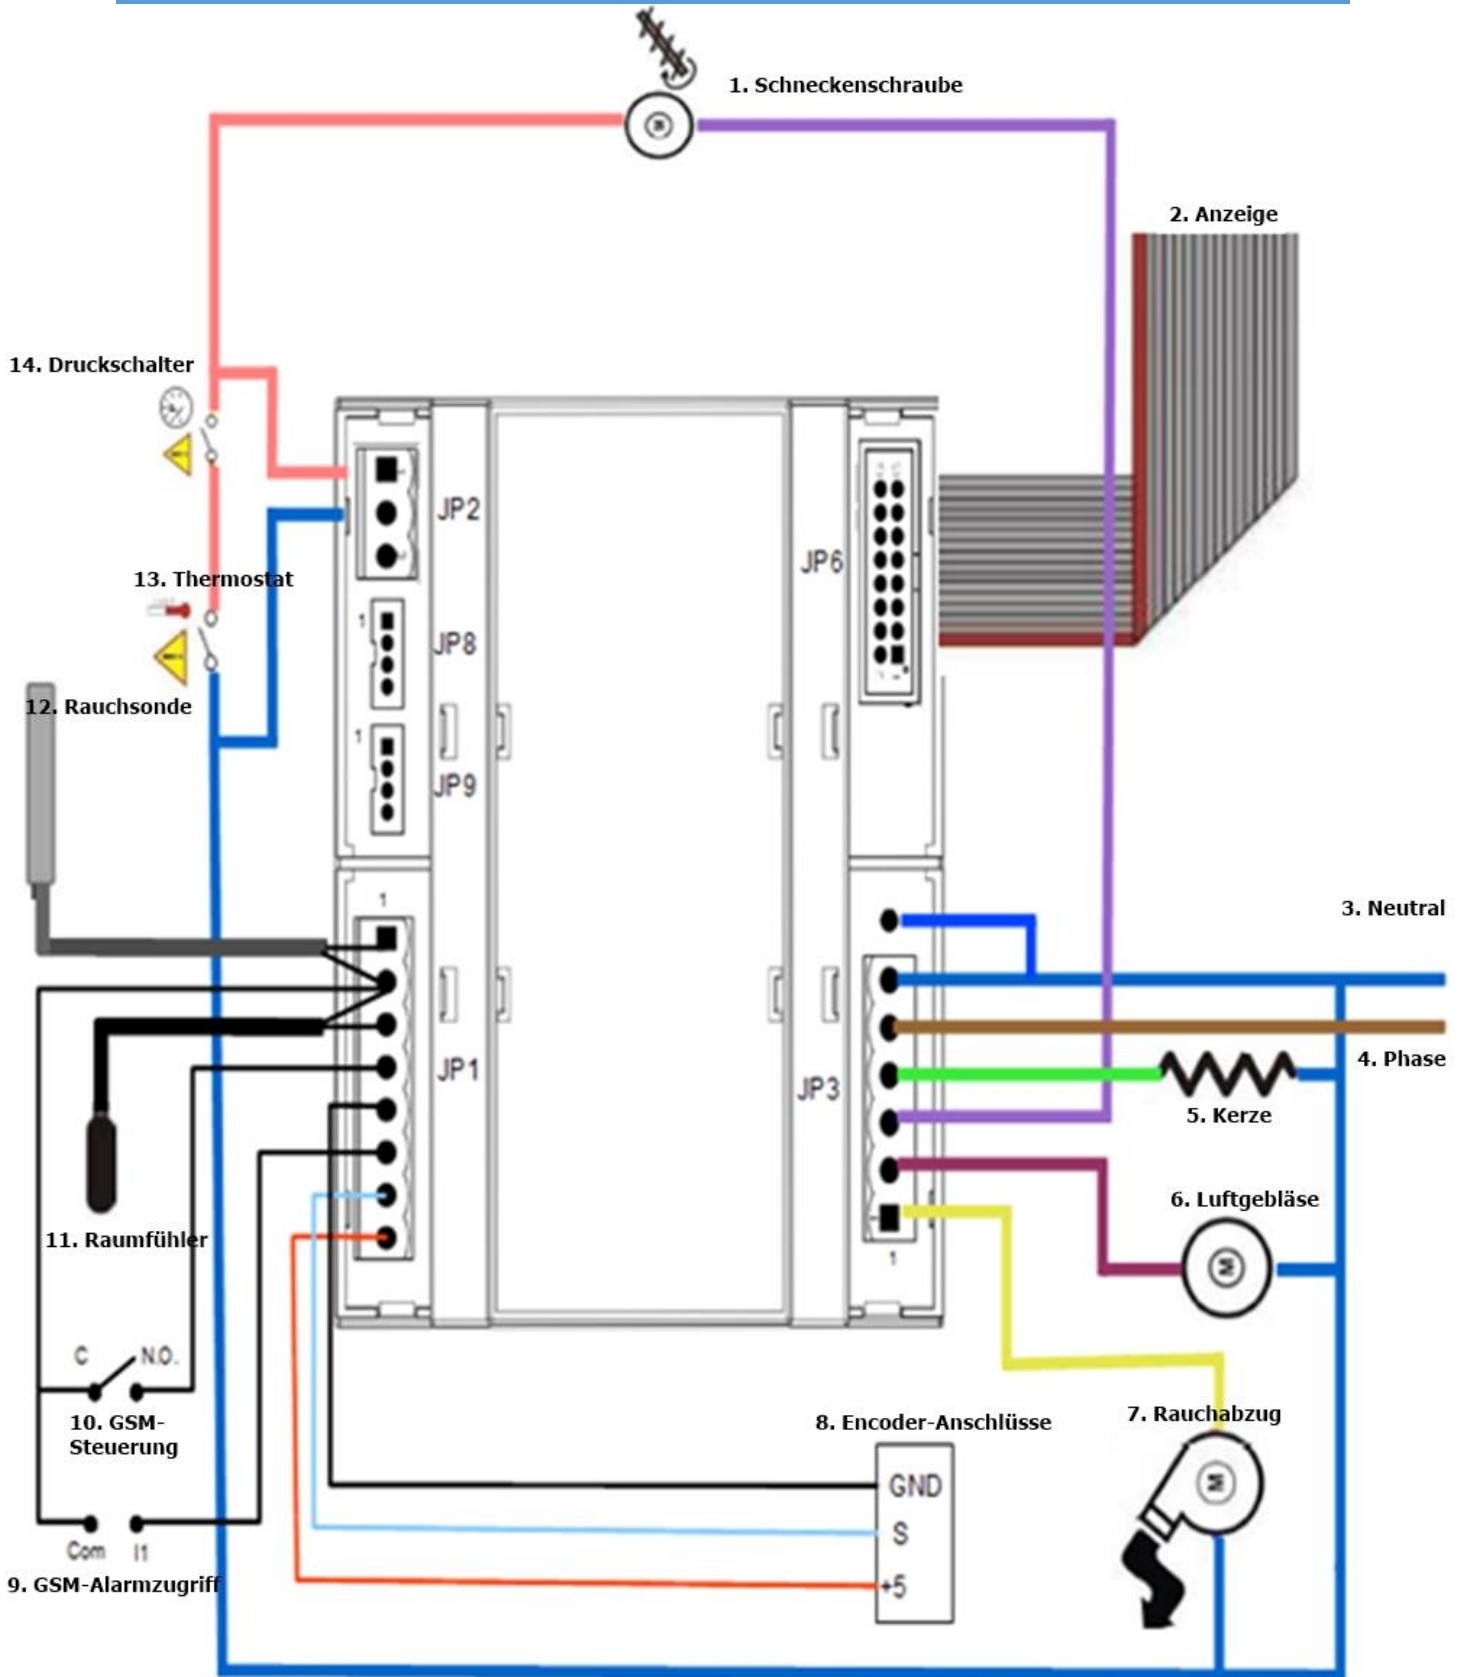 1. Schneckenschraube
2. Anzeige
14. Druckschalter
JP2
JP6
13. Thermostat
1
JP8
12. Rauchsonde
1
JP9
1
3. Neutral
4. Phase
JP1
JP3
5. Kerze
6. Luftgebläse
M
11. Raumfühler
1
C
N.O.
10. GSM-
Steuerung
7. Rauchabzug
M
8. Encoder-Anschlüsse
GND
S
+5
Com
I1
9. GSM-Alarmzugriff